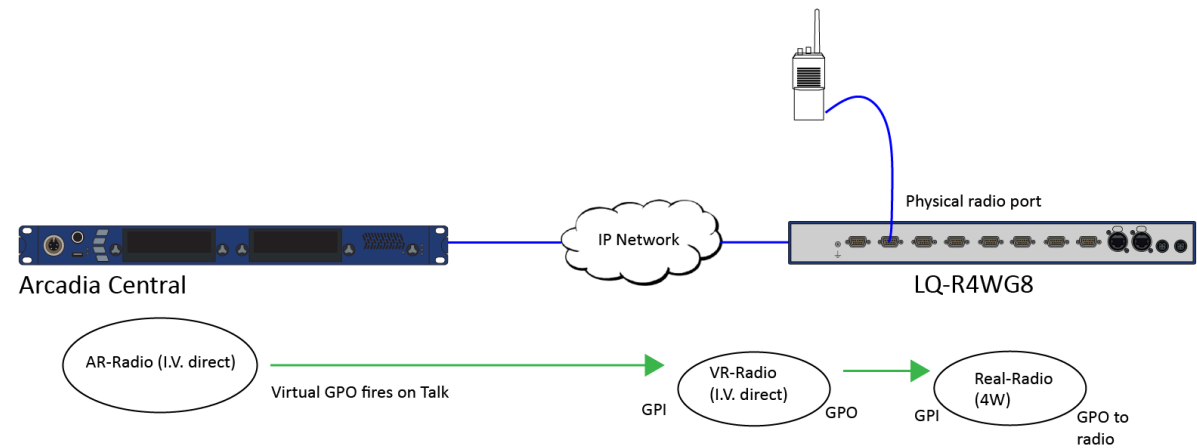 Physical radio port
IP Network
Arcadia Central
LQ-R4WG8
AR-Radio (I.V. direct)
Virtual GPO fires on Talk
GPI
VR-Radio
(I.V. direct)
GPO
GPI
Real-Radio
(4W)
GPO to
radio